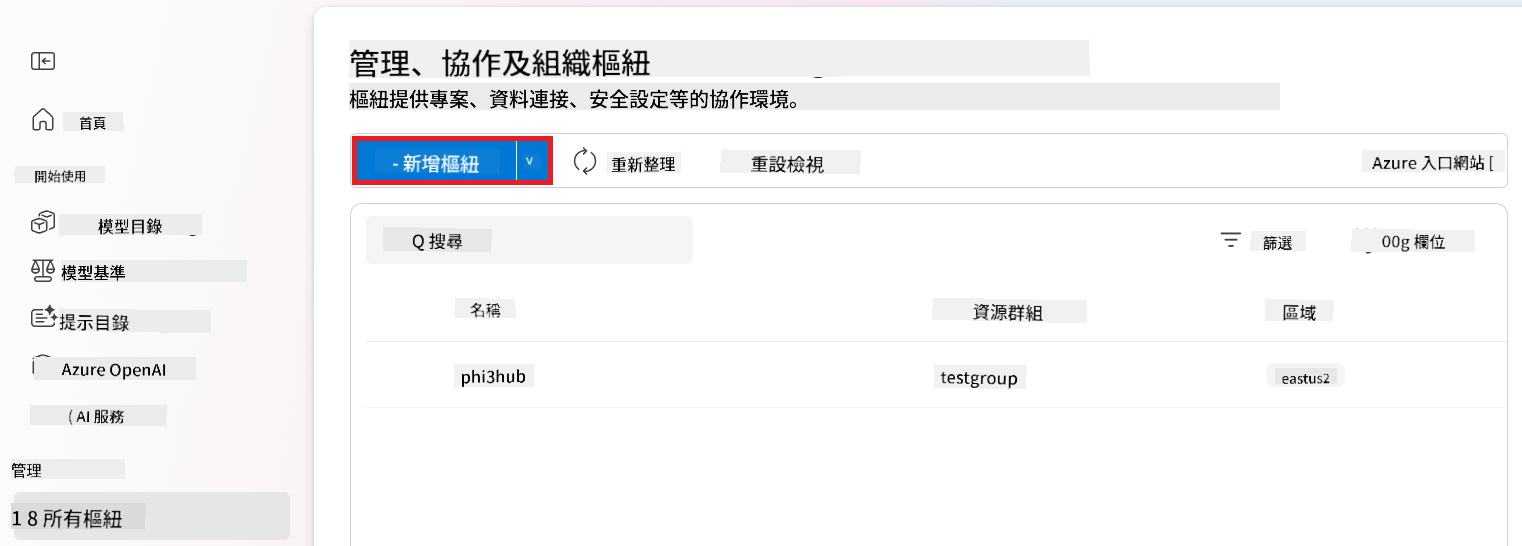 首頁
開始使用
模型目錄
模型基準
提示目錄
Azure OpenAI
( AI 服務
管理
1 8 所有樞紐
管理、協作及組織樞紐
樞紐提供專案、資料連接、安全設定等的協作環境。
- 新增樞紐 v
重新整理
重設檢視
Azure 入口網站 [
Q 搜尋
篩選
00g 欄位
名稱 資源群組 區域
phi3hub testgroup eastus2